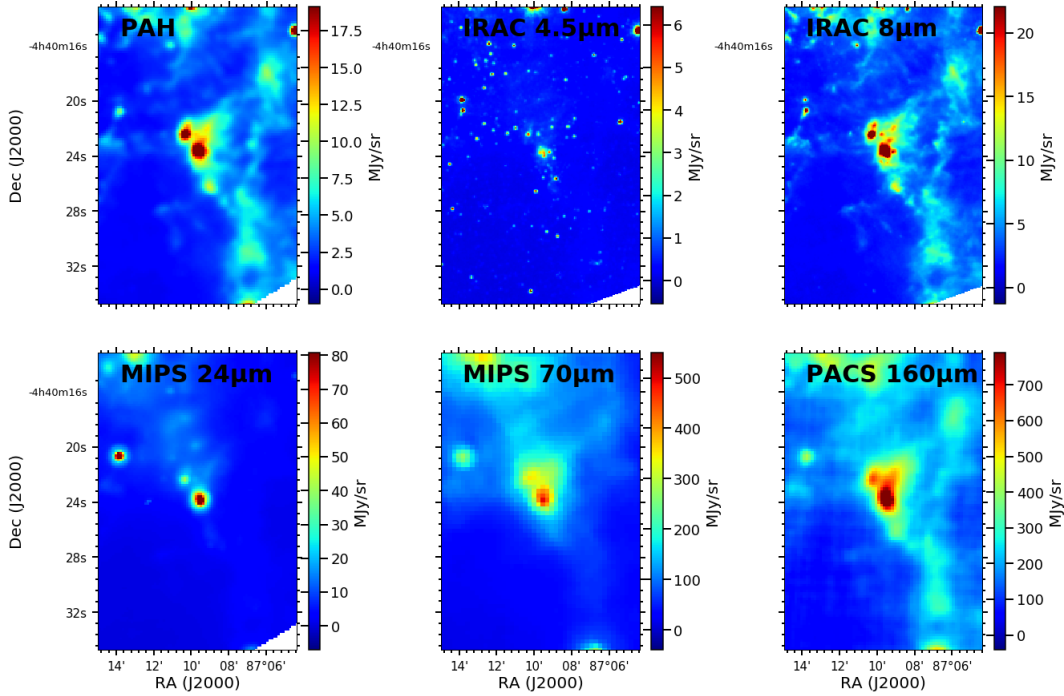 PAH
IRAC 4.5μm
IRAC 8μm
-4h40m16s
20s
24s
28s
32s
Dec (J2000)
17.5
15.0
12.5
10.0
7.5
5.0
2.5
0.0
MJy/sr
-4h40m16s
6
5
4
3
2
1
0
MJy/sr
-4h40m16s
20
15
10
5
0
MJy/sr
MIPS 24μm
MIPS 70μm
PACS 160μm
-4h40m16s
20s
24s
28s
32s
Dec (J2000)
14'
12'
10'
08'
87°06'
RA (J2000)
80
70
60
50
40
30
20
10
0
MJy/sr
14'
12'
10'
08'
87°06'
RA (J2000)
500
400
300
200
100
0
MJy/sr
14'
12'
10'
08'
87°06'
RA (J2000)
700
600
500
400
300
200
100
0
MJy/sr